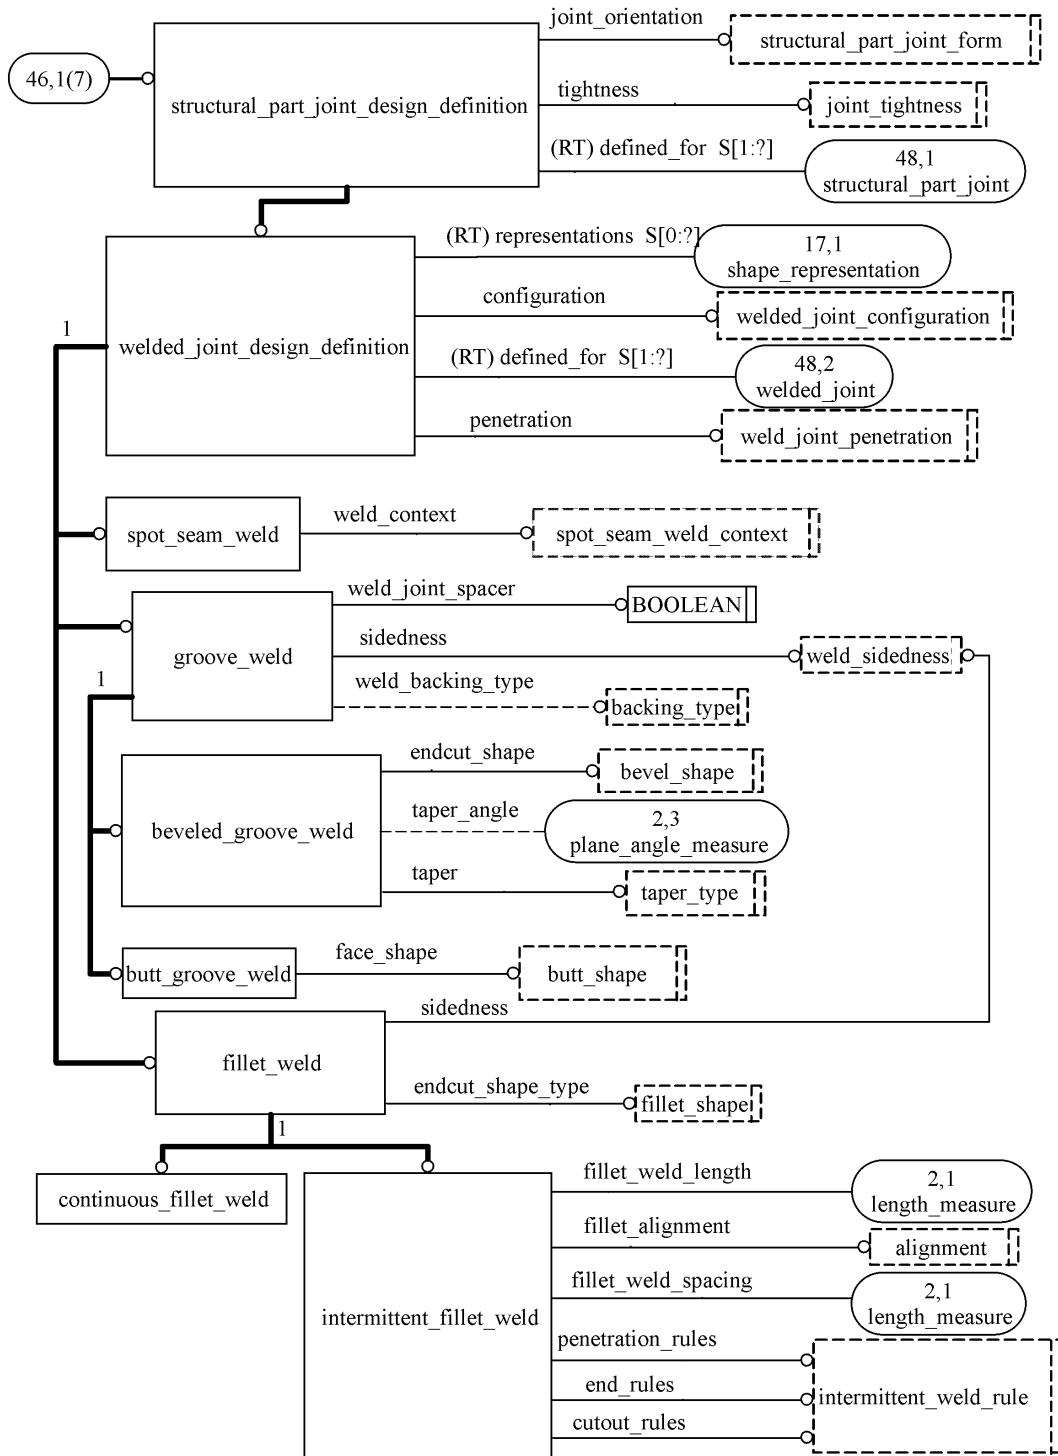 joint_orientation
structural_part_joint_form
46,1(7)
structural_part_joint_design_definition
tightness
joint_tightness
(RT) defined_for S[1:?]
48,1
structural_part_joint
(RT) representations S[0:?]
17,1
shape_representation
configuration
welded_joint_configuration
1
welded_joint_design_definition
(RT) defined_for S[1:?]
48,2
welded_joint
penetration
weld_joint_penetration
spot_seam_weld
weld_context
spot_seam_weld_context
weld_joint_spacer
BOOLEAN
groove_weld
sidedness
weld_sidedness
1
weld_backing_type
backing_type
endcut_shape
bevel_shape
beveled_groove_weld
taper_angle
2,3
plane_angle_measure
taper
taper_type
butt_groove_weld
face_shape
butt_shape
sidedness
fillet_weld
endcut_shape_type
fillet_shape
1
continuous_fillet_weld
fillet_weld_length
2,1
length_measure
fillet_alignment
alignment
fillet_weld_spacing
2,1
length_measure
intermittent_fillet_weld
penetration_rules
end_rules
intermittent_weld_rule
cutout_rules